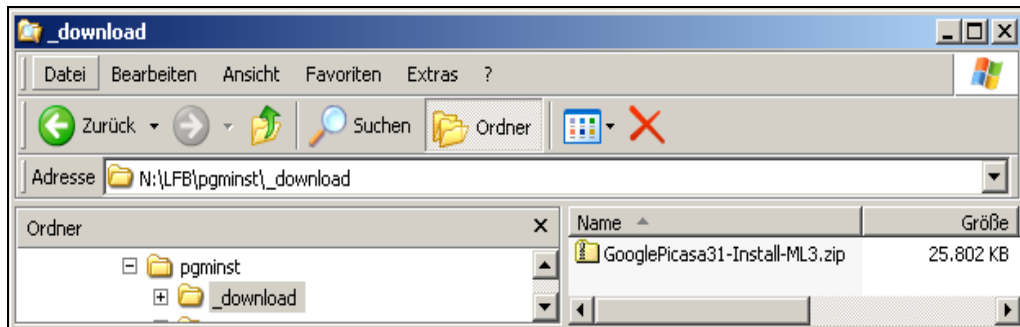 _download
Datei Bearbeiten Ansicht Favoriten Extras ?
Zurück Suchen Ordner
Adresse N:\LFB\pgminst\_download
Ordner x Name Größe
pgminst GooglePicasa31-Install-ML3.zip 25.802 KB
_download